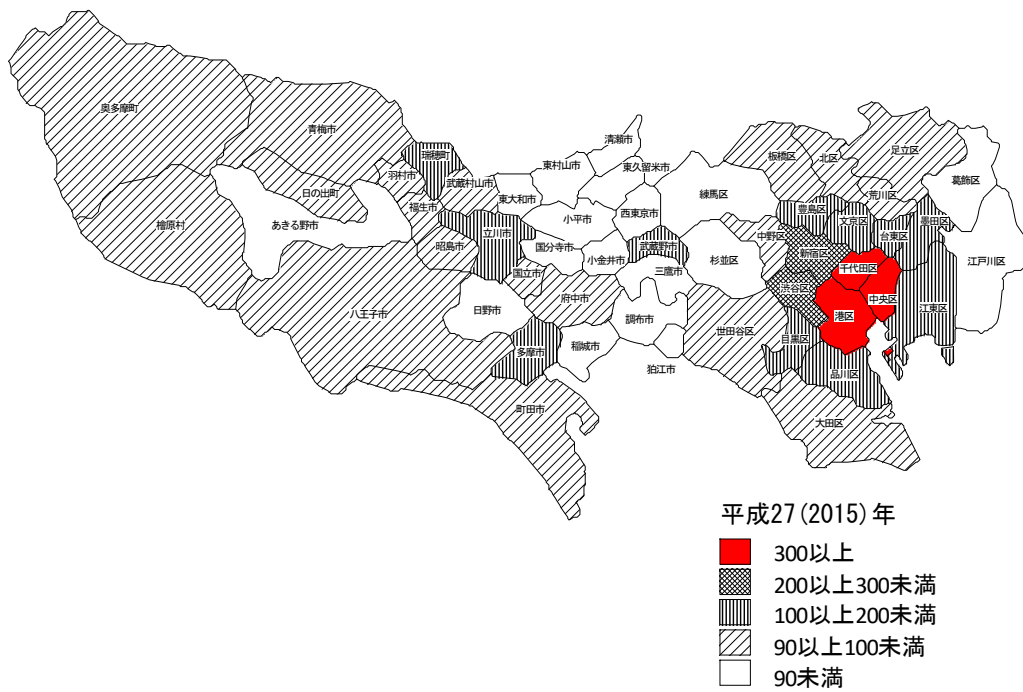 奥多摩町
青梅市
瑞穂町
羽村市
武蔵村山市
日の出町
福生市
檜原村
あきる野市
昭島市
立川市
東大和市
東村山市
清瀬市
東久留米市
小平市
西東京市
国分寺市
小金井市
武蔵野市
三鷹市
国立市
府中市
八王子市
日野市
調布市
多摩市
稲城市
狛江市
町田市
板橋区
北区
足立区
葛飾区
練馬区
豊島区
文京区
荒川区
台東区
墨田区
中野区
新宿区
千代田区
杉並区
渋谷区
中央区
江東区
江戸川区
港区
世田谷区
目黒区
品川区
大田区
平成27(2015)年
300以上
200以上300未満
100以上200未満
90以上100未満
90未満